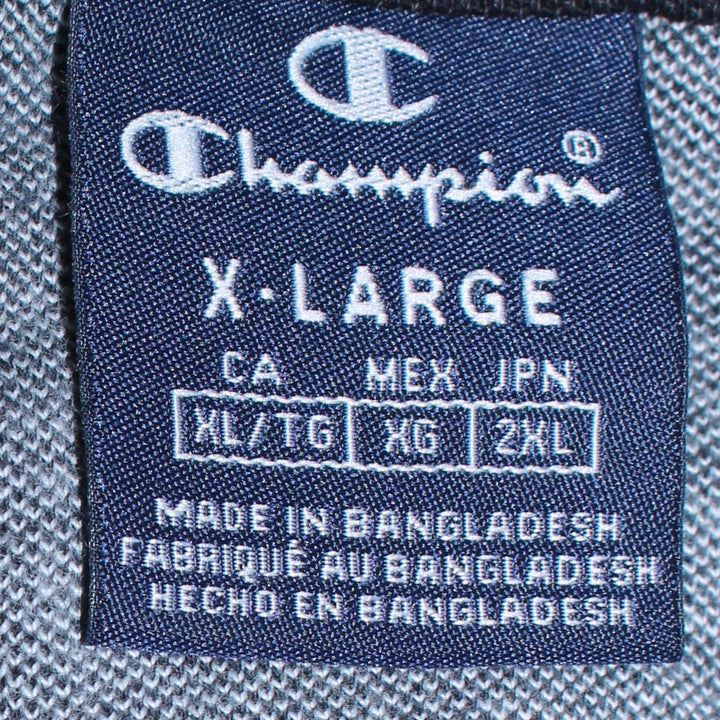 Champion®
X·LARGE
CA MEX JPN
XL/TG XG 2XL
MADE IN BANGLADESH
FABRIQUÉ AU BANGLADESH
HECHO EN BANGLADESH